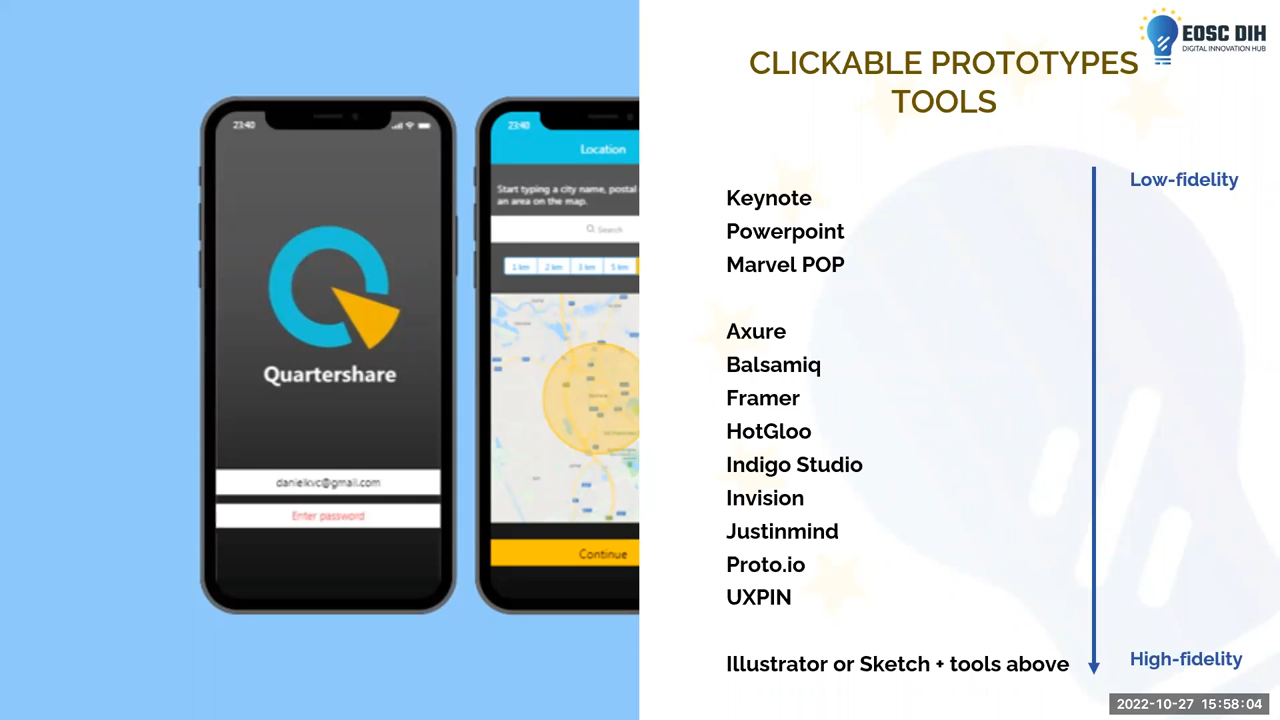 EOSC DIH
DIGITAL INNOVATION HUB
CLICKABLE PROTOTYPES
TOOLS
23:40
Quartershare
danielkvc@gmail.com
Enter password
23:40
Location
Start typing a city name, postal
an area on the map.
Search
1 km 2 km 3 km 5 km
Continue
Keynote
Powerpoint
Marvel POP
Axure
Balsamiq
Framer
HotGloo
Indigo Studio
Invision
Justinmind
Proto.io
UXPIN
Illustrator or Sketch + tools above
Low-fidelity
High-fidelity
2022-10-27 15:58:04